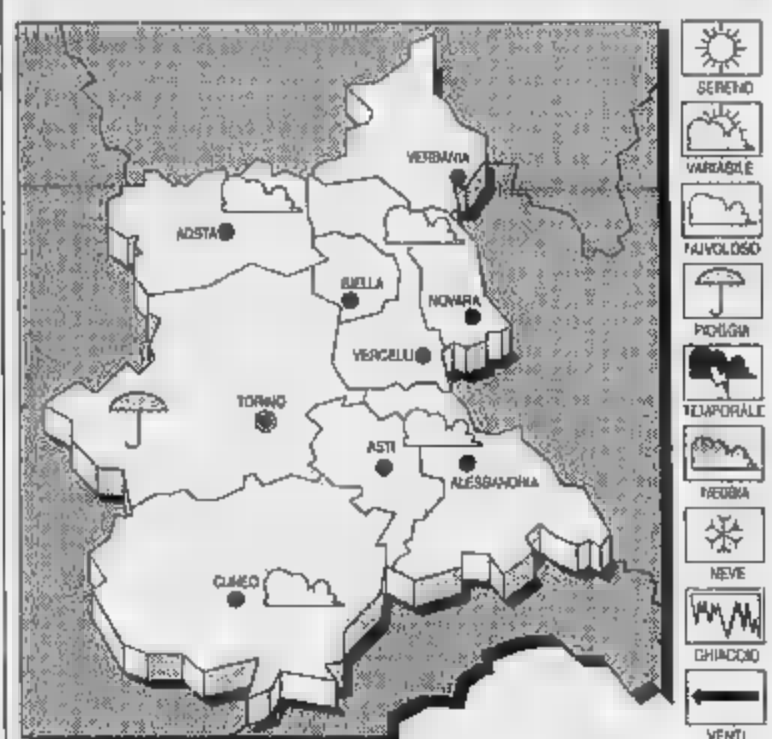 VERBANIA
AOSTA
BIELLA
NOVARA
VERCELLI
TORINO
ASTI
ALESSANDRIA
CUNEO
SERENO
VARIABILE
NUVOLOSO
PIOGGIA
TEMPORALE
NEBBIA
NEVE
GHIACCIO
VENTI